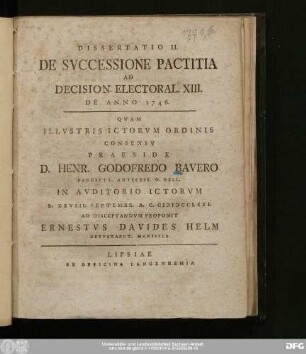 DISSERTATIO II.
DE SVCCESSIONE PACTITIA
AD
DECISION. ELECTORAL. XIII.
DE ANNO 1746.
QVAM
ILLVSTRIS ICTORVM ORDINIS
CONSENSV
PRAESIDE
D. HENR. GODOFREDO BAVERO
IN AVDITORIO ICTORVM
AD DISCEPTANDVM PROPONIT
ERNESTVS DAVIDES HELM
LIPSIAE
EX OFFICINA LANGENHEMIA